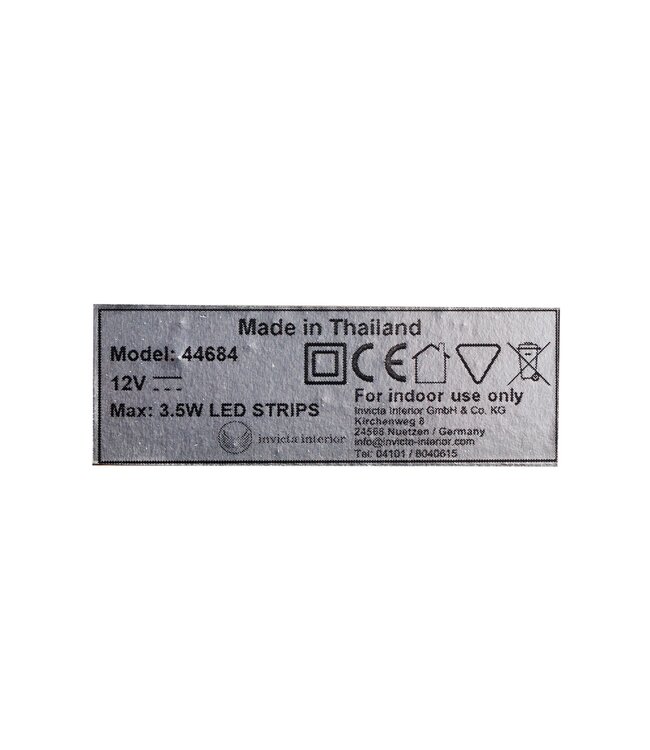 Made in Thailand
Model: 44684
12V
Max: 3.5W LED STRIPS
invicta interior
CE
For indoor use only
Invicta Interior GmbH & Co. KG
Kirchenweg 8
24568 Nuetzen / Germany
info@invicta-interior.com
Tel: 04101 / 8040615